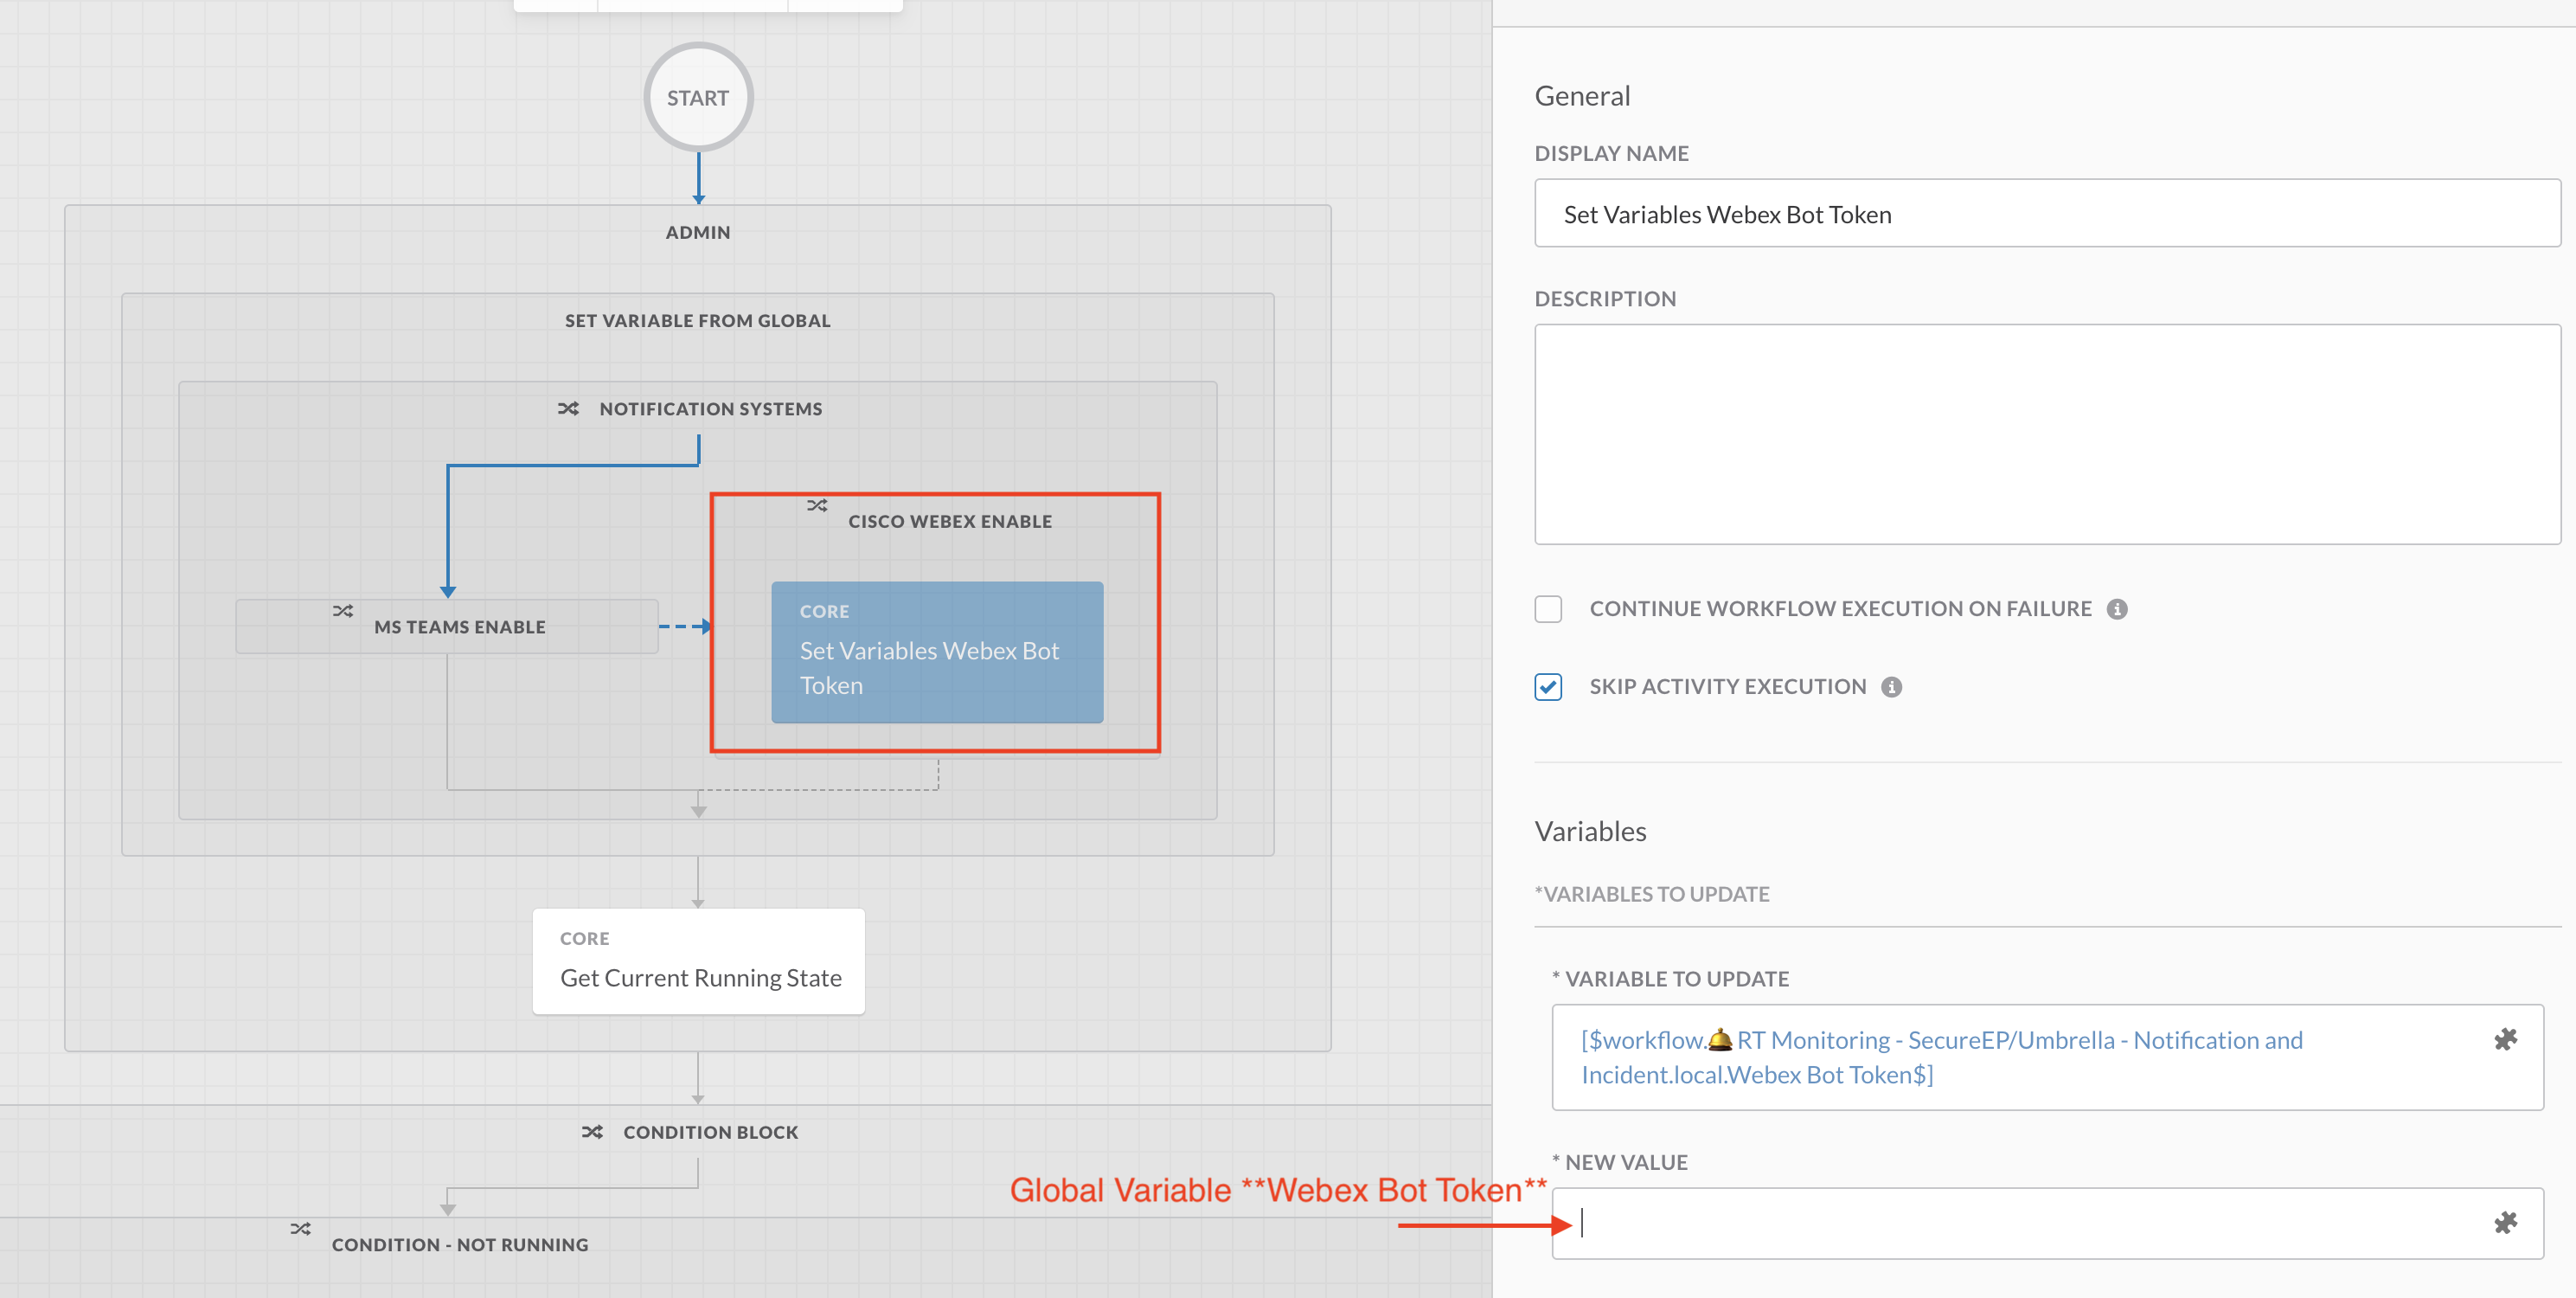 START
ADMIN
SET VARIABLE FROM GLOBAL
NOTIFICATION SYSTEMS
CISCO WEBEX ENABLE
CORE
Set Variables Webex Bot
Token
MS TEAMS ENABLE
CORE
Get Current Running State
CONDITION BLOCK
CONDITION - NOT RUNNING
General
DISPLAY NAME
Set Variables Webex Bot Token
DESCRIPTION
CONTINUE WORKFLOW EXECUTION ON FAILURE
SKIP ACTIVITY EXECUTION
Variables
*VARIABLES TO UPDATE
* VARIABLE TO UPDATE
[$workflow.🛎️ RT Monitoring - SecureEP/Umbrella - Notification and
Incident.local.Webex Bot Token$]
* NEW VALUE
Global Variable **Webex Bot Token**